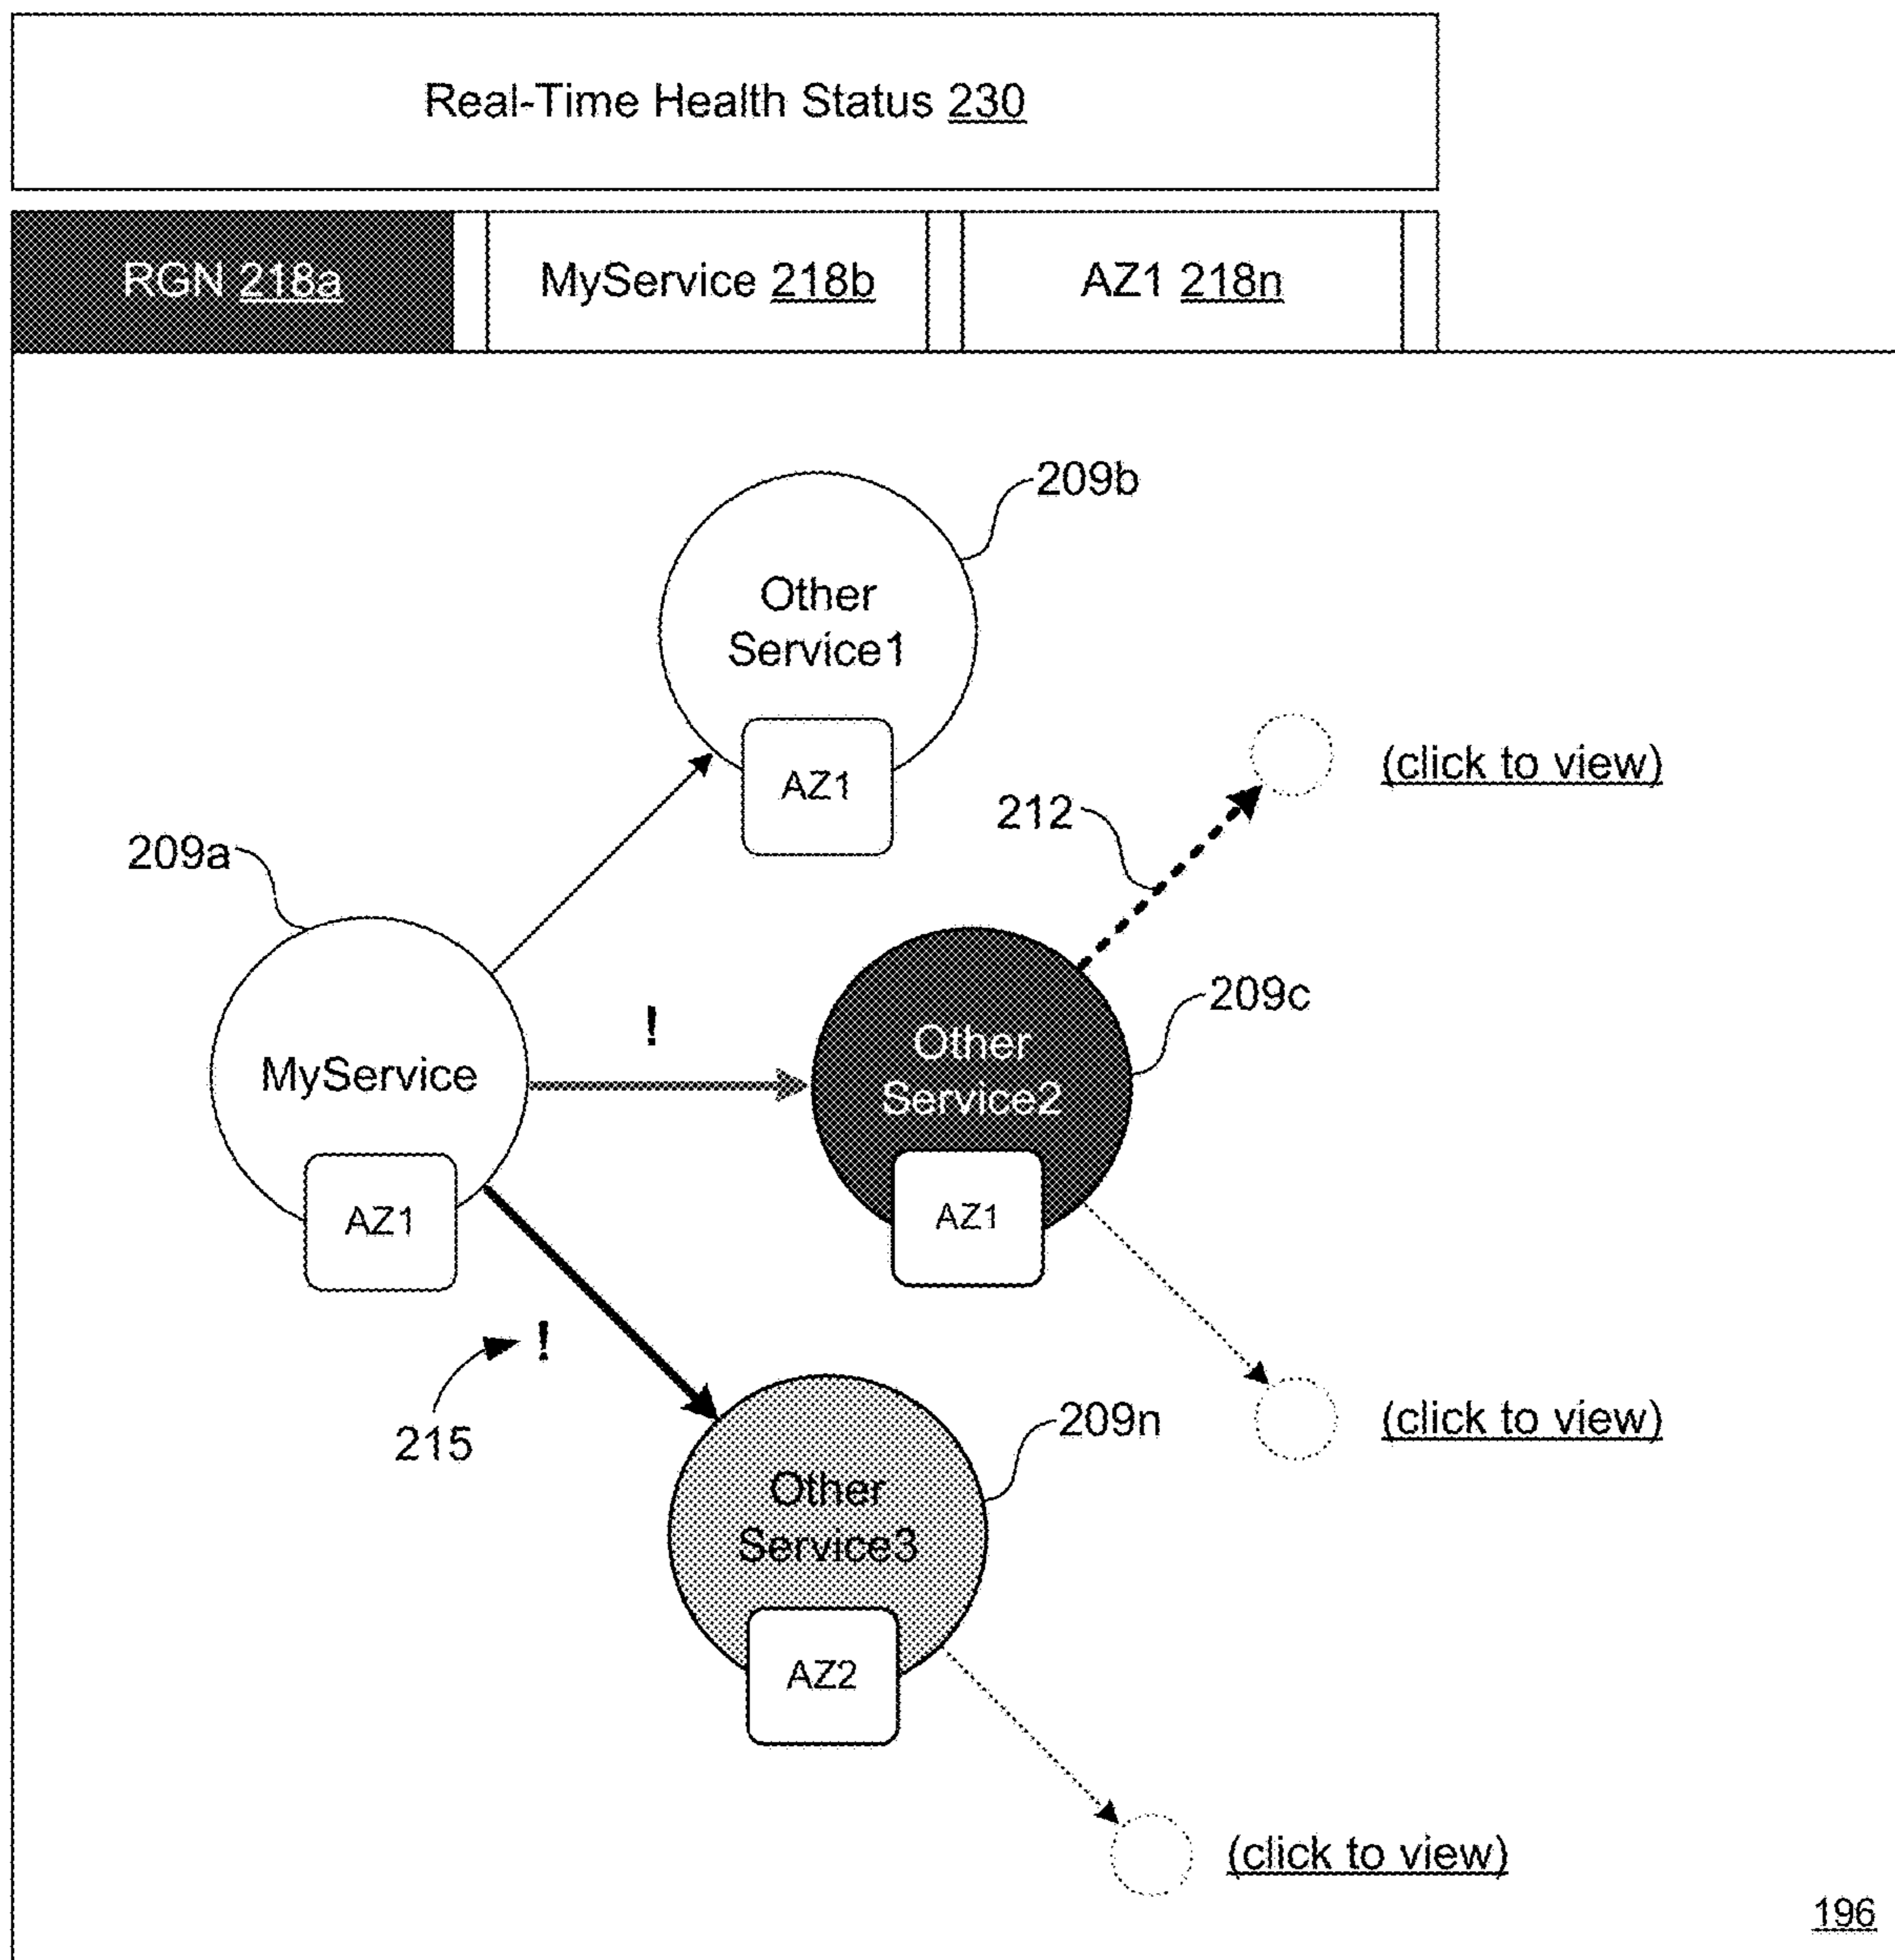 Real-Time Health Status 230
RGN 218a
MyService 218b
AZ1 218n
209b
Other
Service1
AZ1
(click to view)
212
209a
209c
!
Other
Service2
MyService
AZ1
AZ1
!
215
(click to view)
209n
Other
Service3
AZ2
(click to view)
196